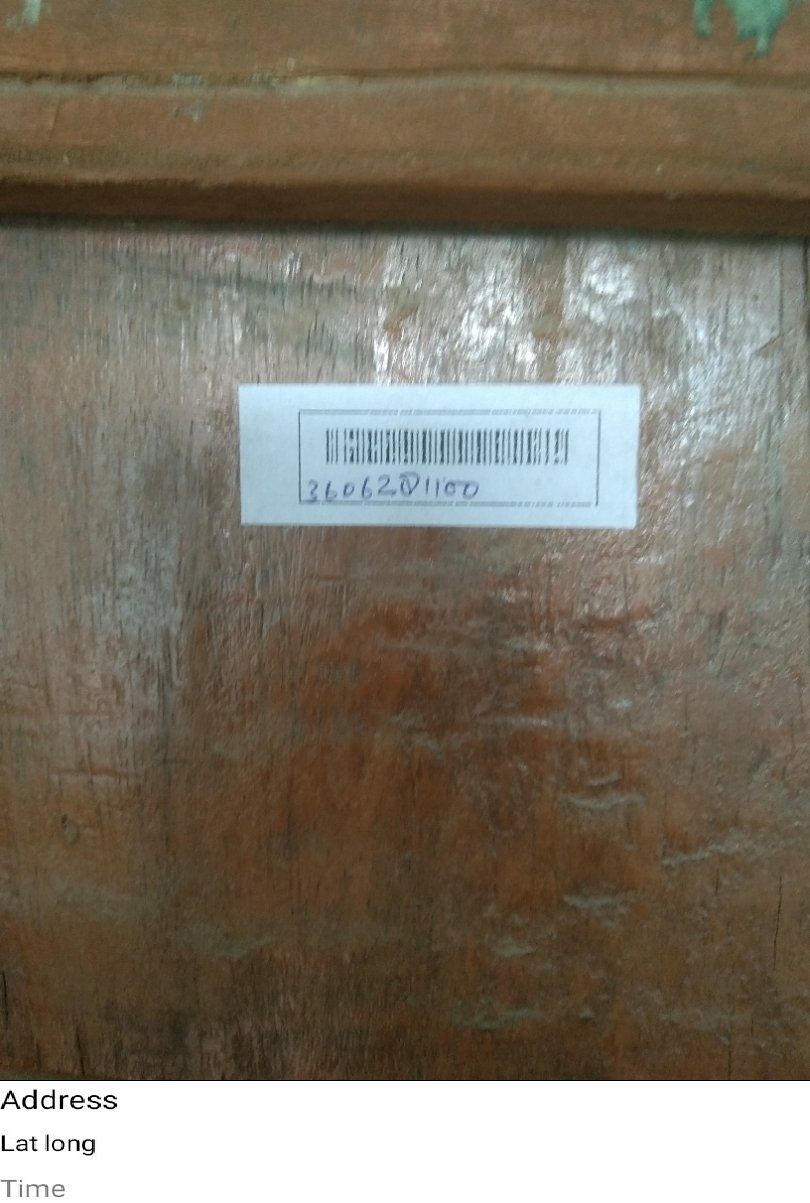 3606201100
Address
Lat long
Time